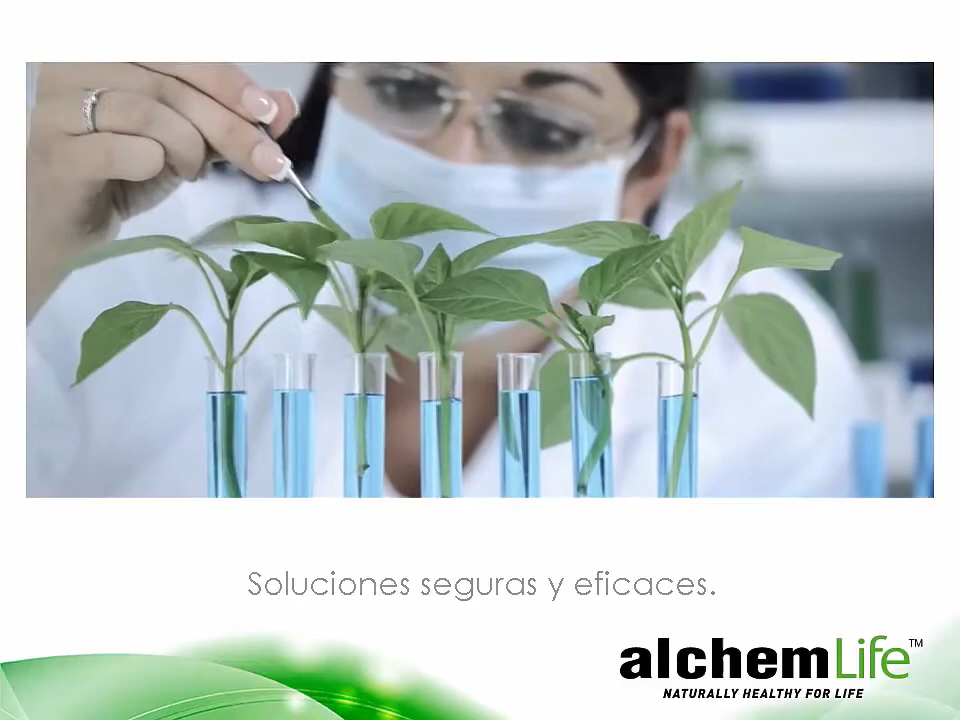 Soluciones seguras y eficaces.
alchemLife™
NATURALLY HEALTHY FOR LIFE